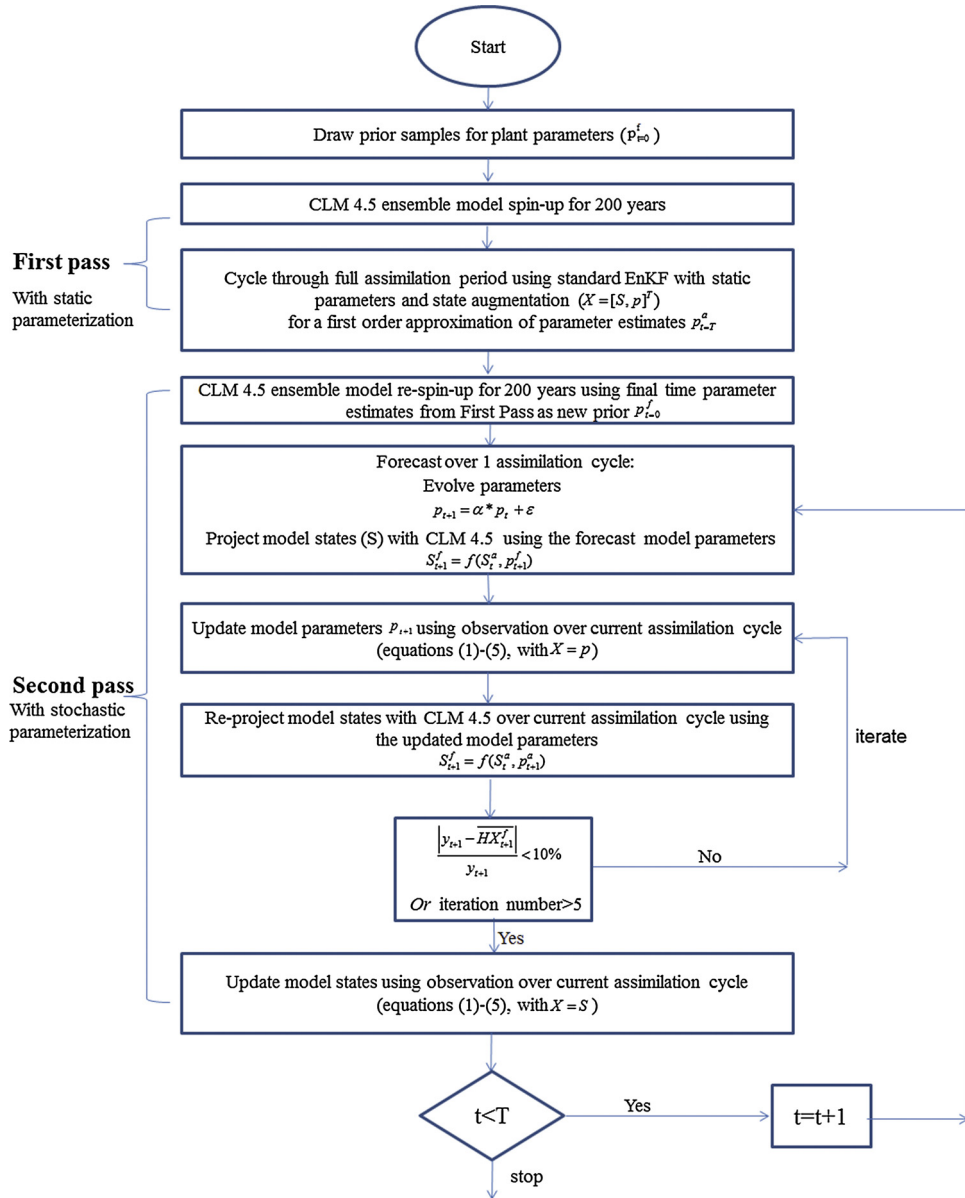 Start
Draw prior samples for plant parameters (p^f_{t=0})
CLM 4.5 ensemble model spin-up for 200 years
First pass
With static
parameterization
Cycle through full assimilation period using standard EnKF with static
parameters and state augmentation (X=[S,p]^T)
for a first order approximation of parameter estimates p^a_{t=T}
CLM 4.5 ensemble model re-spin-up for 200 years using final time parameter
estimates from First Pass as new prior p^f_{t=0}
Forecast over 1 assimilation cycle:
Evolve parameters
p_{t+1}=α*p_t+ε
Project model states (S) with CLM 4.5 using the forecast model parameters
S^f_{t+1}=f(S^a_t,p^f_{t+1})
Update model parameters p_{t+1} using observation over current assimilation cycle
(equations (1)-(5), with X=p)
Second pass
With stochastic
parameterization
Re-project model states with CLM 4.5 over current assimilation cycle using
the updated model parameters
S^f_{t+1}=f(S^a_t,p^a_{t+1})
iterate
|y_{t+1}-\overline{HX^f_{t+1}}|
<10%
y_{t+1}
Or iteration number>5
No
Yes
Update model states using observation over current assimilation cycle
(equations (1)-(5), with X=S)
t<T
Yes
t=t+1
stop